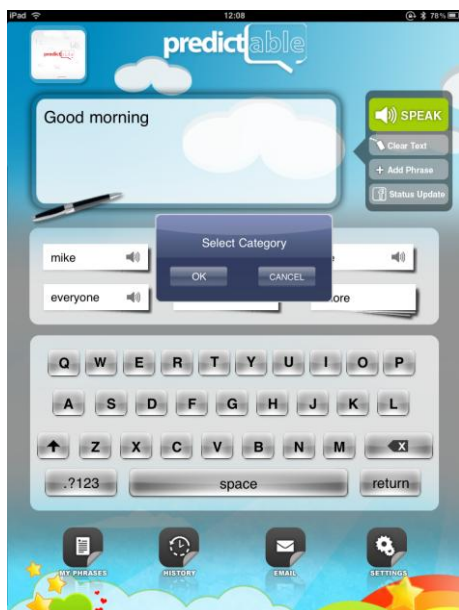 iPad
12:08
78%
predictable
predictable
Good morning
SPEAK
Clear Text
+ Add Phrase
Status Update
Select Category
OK
CANCEL
mike
everyone
Q W E R T Y U I O P
A S D F G H J K L
Z X C V B N M
.?123
space
return
MY PHRASES
HISTORY
EMAIL
SETTINGS